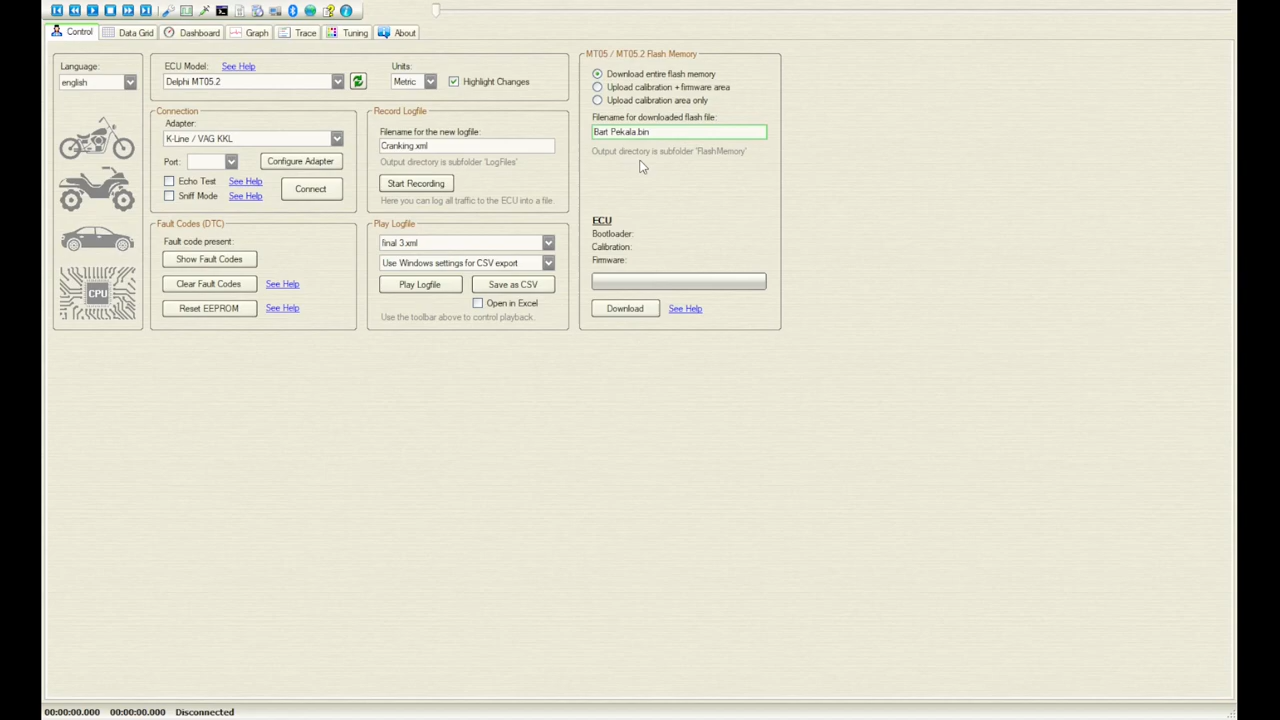 Control
Data Grid
Dashboard
Graph
Trace
Tuning
About
Language:
english
ECU Model:
See Help
Delphi MT05.2
Units:
Metric
Highlight Changes
Connection
Adapter:
K-Line / VAG KKL
Port:
Configure Adapter
Echo Test
See Help
Sniff Mode
See Help
Connect
Record Logfile
Filename for the new logfile:
Cranking.xml
Output directory is subfolder 'LogFiles'
Start Recording
Here you can log all traffic to the ECU into a file.
Fault Codes (DTC)
Fault code present:
Show Fault Codes
Clear Fault Codes
See Help
Reset EEPROM
See Help
Play Logfile
final 3.xml
Use Windows settings for CSV export
Play Logfile
Save as CSV
Open in Excel
Use the toolbar above to control playback.
CPU
MT05 / MT05.2 Flash Memory
Download entire flash memory
Upload calibration + firmware area
Upload calibration area only
Filename for downloaded flash file:
Bart Pekala.bin
Output directory is subfolder 'FlashMemory'
ECU
Bootloader:
Calibration:
Firmware:
Download
See Help
00:00:00.000 00:00:00.000 Disconnected